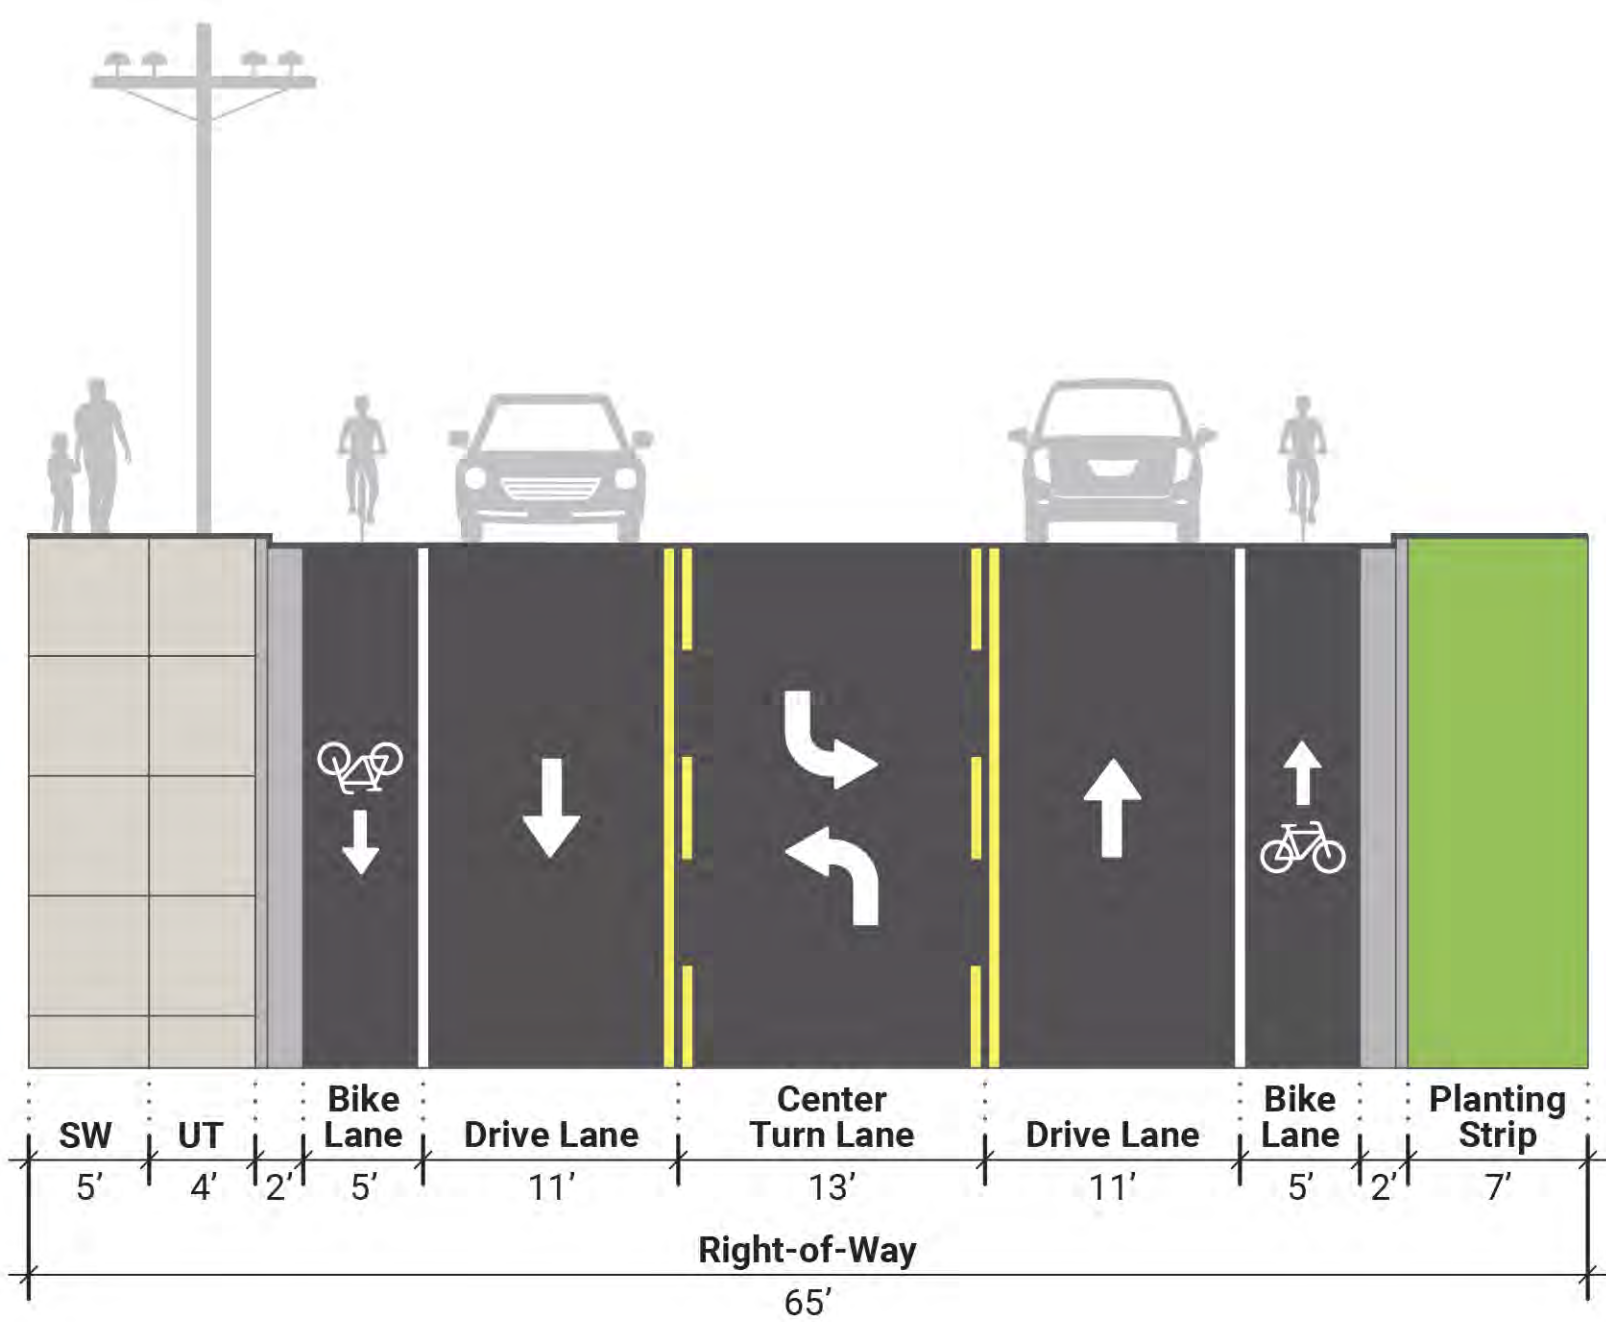 Bike Center Bike Planting
SW UT Lane Drive Lane Turn Lane Drive Lane Lane Strip
5’ 4’ 2’ 5’ 11’ 13’ 11’ 5’ 2’ 7’
Right-of-Way
65’